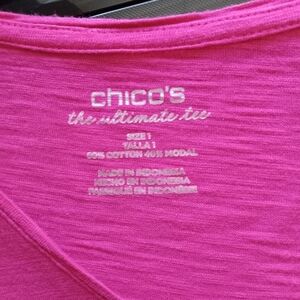 chico's
the ultimate tee
SIZE 1
TALLA 1
60% COTTON 40% MODAL
MADE IN INDONESIA
HECHO EN INDONESIA
FABRIQUÉ EN INDONÉSIE